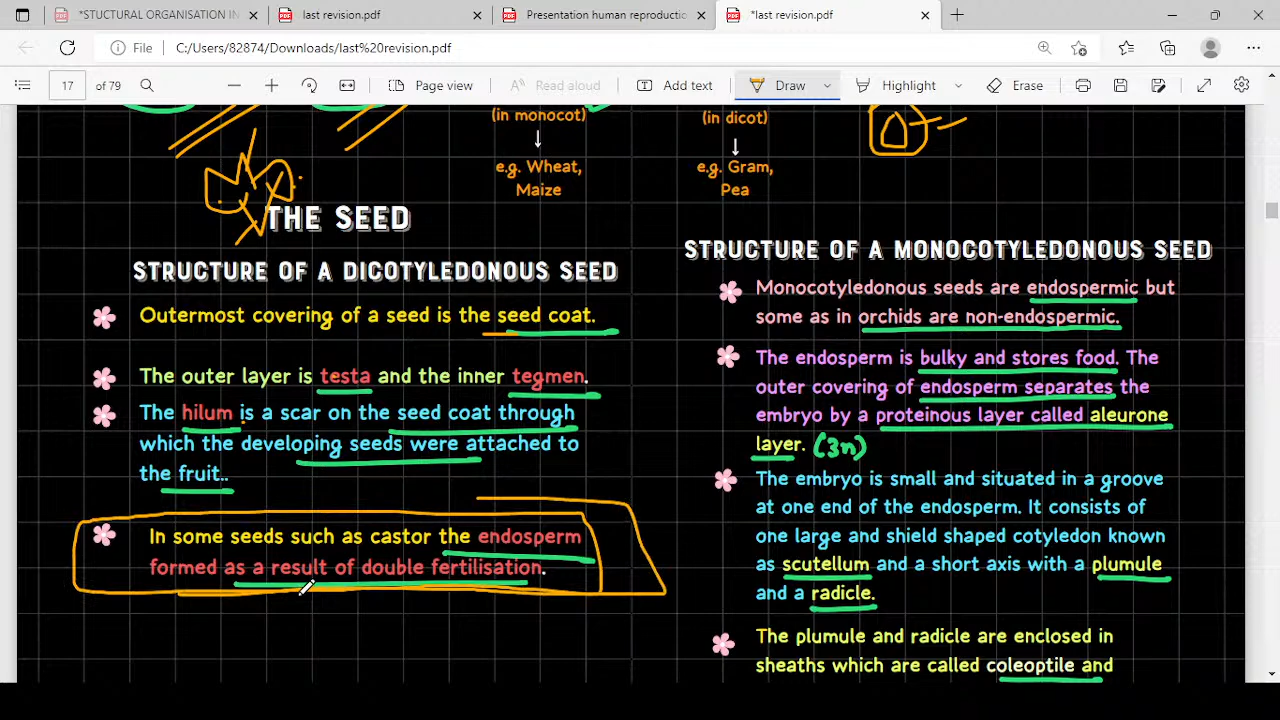 *STUCTURAL ORGANISATION IN
last revision.pdf
Presentation human reproductio
*last revision.pdf
File
C:/Users/82874/Downloads/last%20revision.pdf
17 of 79
Page view
Read aloud
Add text
Draw
Highlight
Erase
(in monocot)
e.g. Wheat,
Maize
(in dicot)
e.g. Gram,
Pea
THE SEED
STRUCTURE OF A DICOTYLEDONOUS SEED
Outermost covering of a seed is the seed coat.
The outer layer is testa and the inner tegmen.
The hilum is a scar on the seed coat through
which the developing seeds were attached to
the fruit..
In some seeds such as castor the endosperm
formed as a result of double fertilisation.
STRUCTURE OF A MONOCOTYLEDONOUS SEED
Monocotyledonous seeds are endospermic but
some as in orchids are non-endospermic.
The endosperm is bulky and stores food. The
outer covering of endosperm separates the
embryo by a proteinous layer called aleurone
layer. (3n)
The embryo is small and situated in a groove
at one end of the endosperm. It consists of
one large and shield shaped cotyledon known
as scutellum and a short axis with a plumule
and a radicle.
The plumule and radicle are enclosed in
sheaths which are called coleoptile and